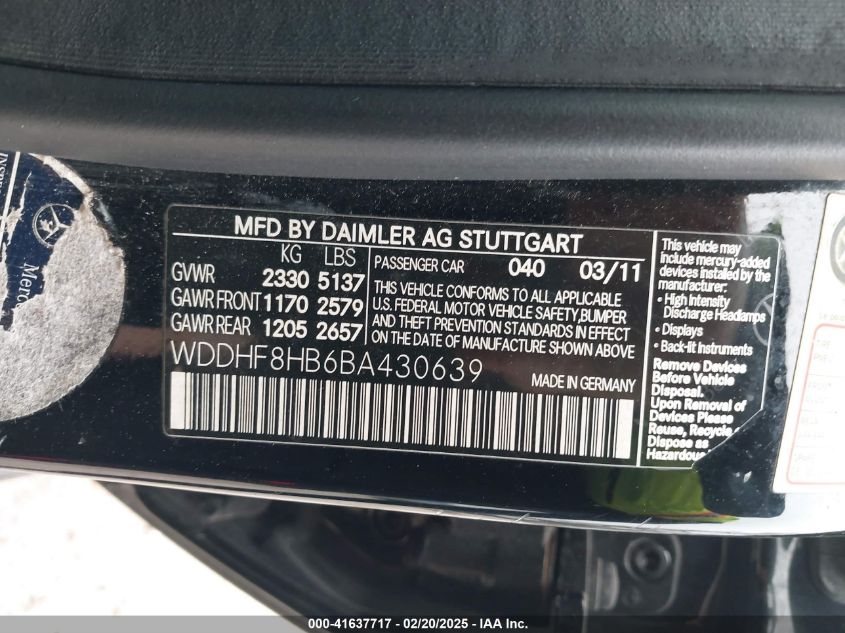 MFD BY DAIMLER AG STUTTGART
KG LBS
GVWR 2330 5137
GAWR FRONT 1170 2579
GAWR REAR 1205 2657
PASSENGER CAR 040 03/11
THIS VEHICLE CONFORMS TO ALL APPLICABLE
U.S. FEDERAL MOTOR VEHICLE SAFETY,BUMPER
AND THEFT PREVENTION STANDARDS IN EFFECT
ON THE DATE OF MANUFACTURE SHOWN ABOVE
WDDHF8HB6BA430639
MADE IN GERMANY
This vehicle may
include mercury-added
devices installed by the
manufacturer:
• High Intensity
Discharge Headlamps
• Displays
• Backlit Instruments
Remove Devices
Before Vehicle
Disposal.
Upon Removal of
Devices Please
Reuse, Recycle
Dispose as
Hazardous
Merc
000-41637717 / 02/20/2025 - IAA Inc.